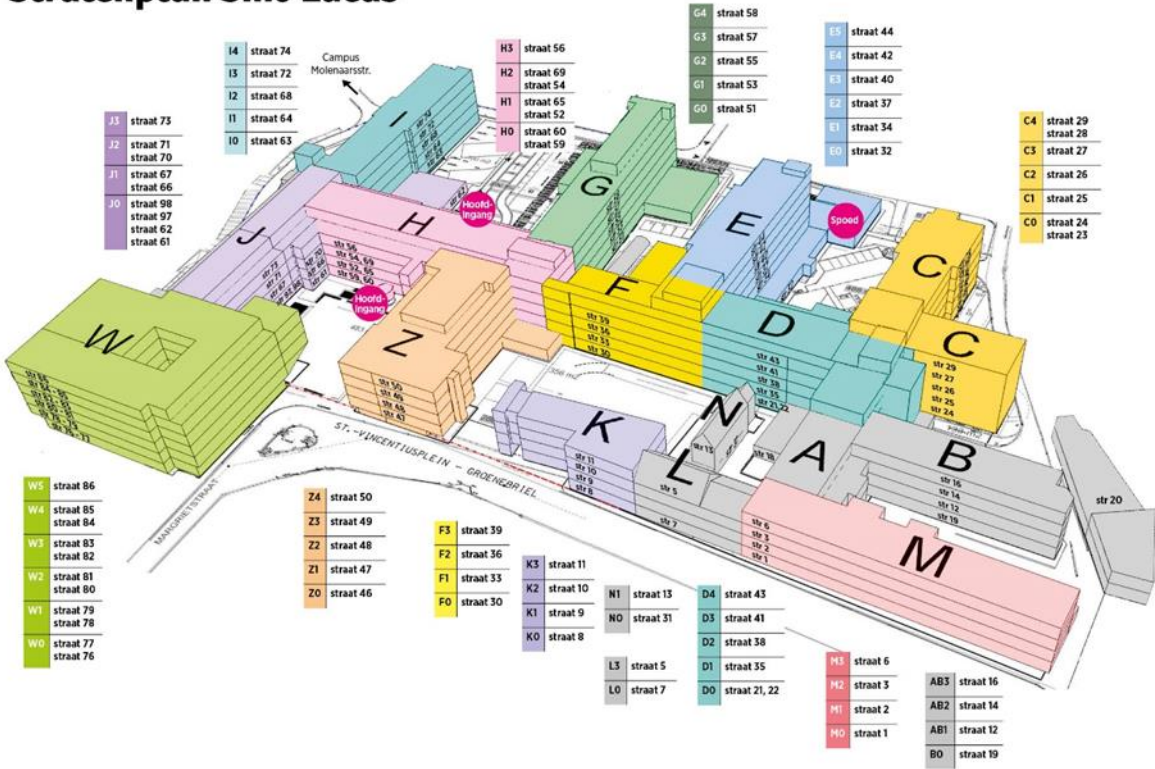 G4 straat 58
G3 straat 57
G2 straat 55
G1 straat 53
G0 straat 51
E5 straat 44
E4 straat 42
E3 straat 40
E2 straat 37
E1 straat 34
E0 straat 32
I4 straat 74
I3 straat 72
I2 straat 68
I1 straat 64
I0 straat 63
Campus
Molenaarsstr.
H3 straat 56
H2 straat 69
straat 54
H1 straat 65
straat 52
H0 straat 60
straat 59
J3 straat 73
J2 straat 71
straat 70
J1 straat 67
straat 66
J0 straat 98
straat 97
straat 62
straat 61
C4 straat 29
straat 28
C3 straat 27
C2 straat 26
C1 straat 25
C0 straat 24
straat 23
I
G
E
Spoed
Hoofd-
ingang
H
J
C
str 56
str 54, 69
str 52, 65
str 59, 60
Hoofd-
ingang
W
Z
F
str 39
str 36
str 33
str 30
D
str 43
str 41
str 38
str 35
str 21,22
C
str 29
str 27
str 26
str 25
str 24
str 50
str 49
str 48
str 47
356 m2
K
str 11
str 10
str 9
str 8
N
str 13
str 18
L
str 5
str 7
A
B
str 16
str 14
str 12
str 19
str 20
M
str 6
str 3
str 2
str 1
ST.-VINCENTIUSPLEIN - GROENEBRIEL
MARGRIETSTRAAT
W5 straat 86
W4 straat 85
straat 84
W3 straat 83
straat 82
W2 straat 81
straat 80
W1 straat 79
straat 78
W0 straat 77
straat 76
Z4 straat 50
Z3 straat 49
Z2 straat 48
Z1 straat 47
Z0 straat 46
F3 straat 39
F2 straat 36
F1 straat 33
F0 straat 30
K3 straat 11
K2 straat 10
K1 straat 9
K0 straat 8
N1 straat 13
N0 straat 31
L3 straat 5
L0 straat 7
D4 straat 43
D3 straat 41
D2 straat 38
D1 straat 35
D0 straat 21, 22
M3 straat 6
M2 straat 3
M1 straat 2
M0 straat 1
AB3 straat 16
AB2 straat 14
AB1 straat 12
B0 straat 19